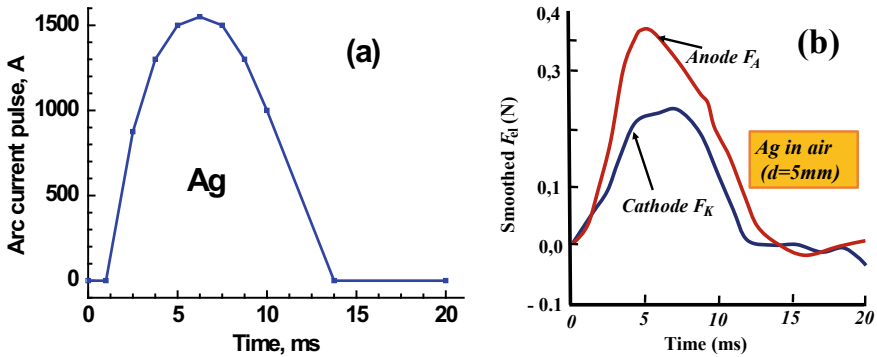 (a)
Arc current pulse, A
1500
1000
500
0
Ag
0 5 10 15 20
Time, ms
(b)
Smoothed F_el (N)
0,4
0,3
0,1
0,0
- 0.1
Anode F_A
Cathode F_K
Ag in air
(d=5mm)
0 5 10 15 20
Time (ms)